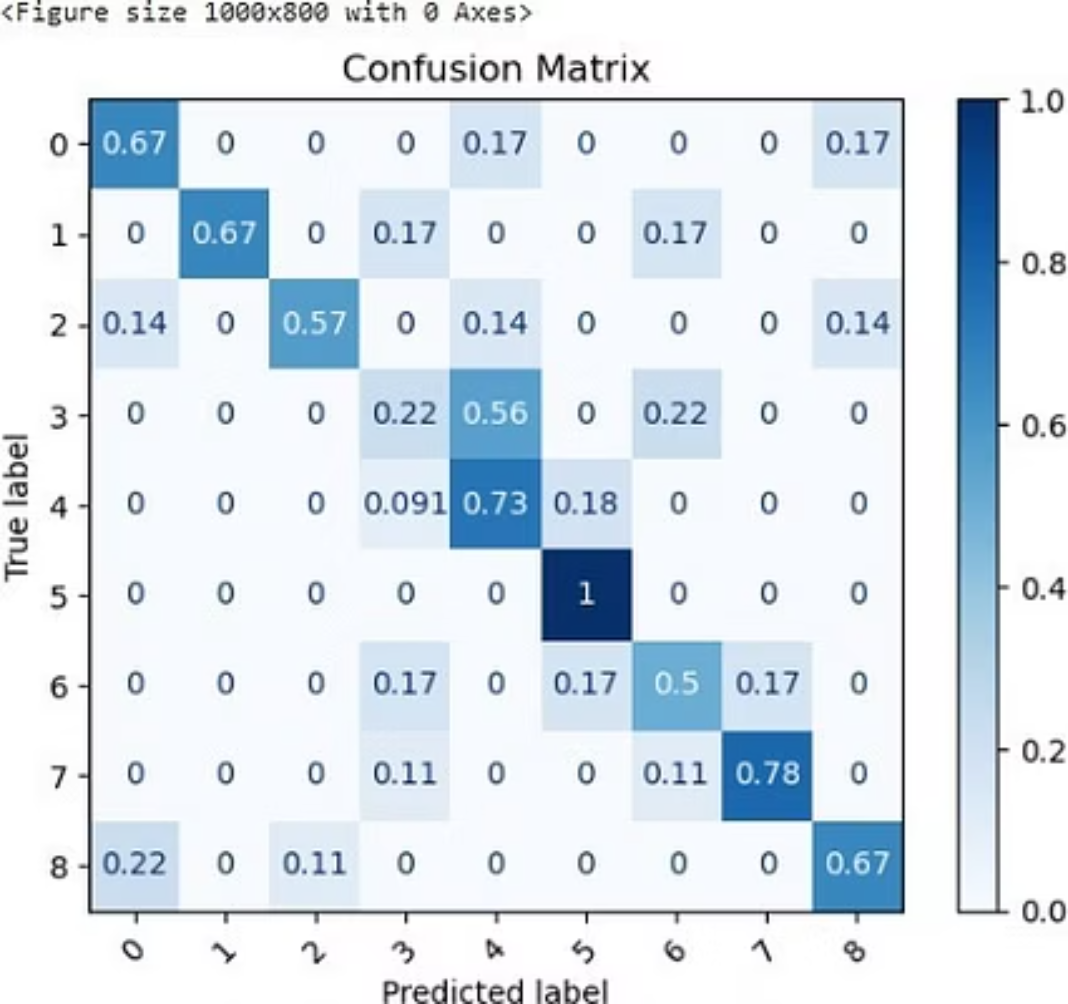 <Figure size 1000x800 with 0 Axes>
Confusion Matrix
0 0.67 0 0 0 0.17 0 0 0 0.17
1 0 0.67 0 0.17 0 0 0.17 0 0
2 0.14 0 0.57 0 0.14 0 0 0 0.14
3 0 0 0 0.22 0.56 0 0.22 0 0
4 0 0 0 0.091 0.73 0.18 0 0 0
5 0 0 0 0 0 1 0 0 0
6 0 0 0 0.17 0 0.17 0.5 0.17 0
7 0 0 0 0.11 0 0 0.11 0.78 0
8 0.22 0 0.11 0 0 0 0 0 0.67
0 1 2 3 4 5 6 7 8
Predicted label
True label
1.0
0.8
0.6
0.4
0.2
0.0